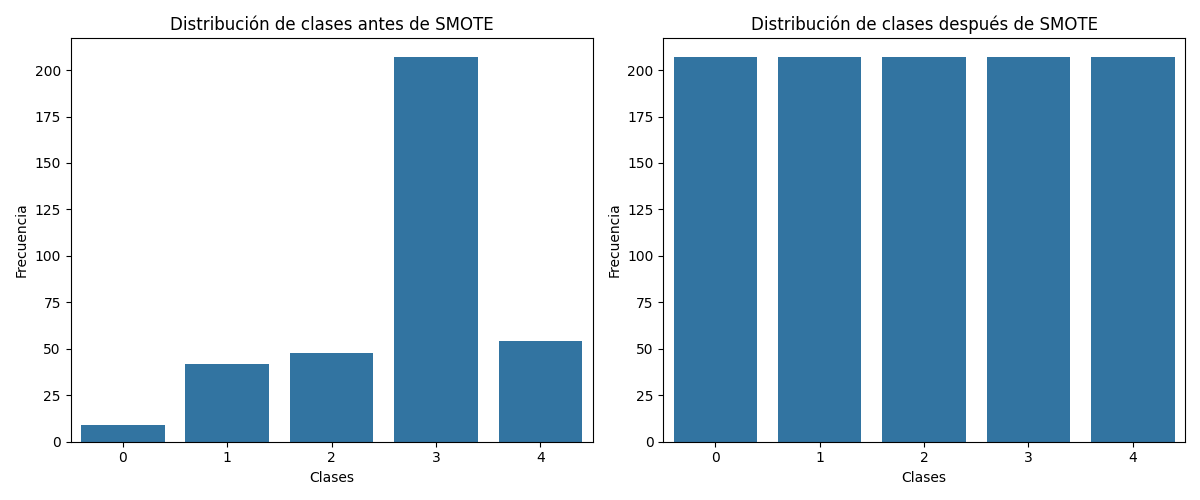 Distribución de clases antes de SMOTE
Frecuencia
200
175
150
125
100
75
50
25
0
0 1 2 3 4
Clases
Distribución de clases después de SMOTE
Frecuencia
200
175
150
125
100
75
50
25
0
0 1 2 3 4
Clases